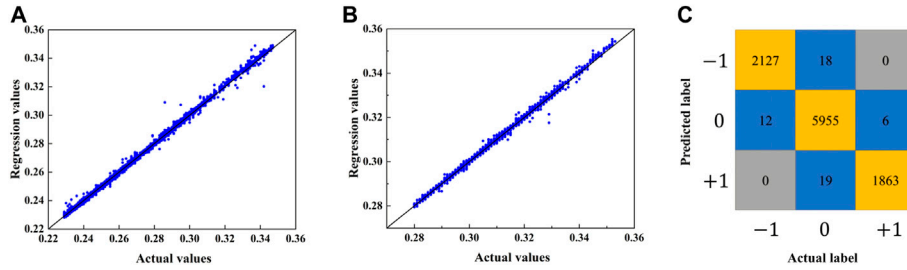 A
0.36
0.34
0.32
0.30
0.28
0.26
0.24
0.22
Regression values
0.22 0.24 0.26 0.28 0.30 0.32 0.34 0.36
Actual values
B
0.36
0.34
0.32
0.30
0.28
Regression values
0.28 0.30 0.32 0.34 0.36
Actual values
C
Predicted label
−1 2127 18 0
0 12 5955 6
+1 0 19 1863
−1 0 +1
Actual label